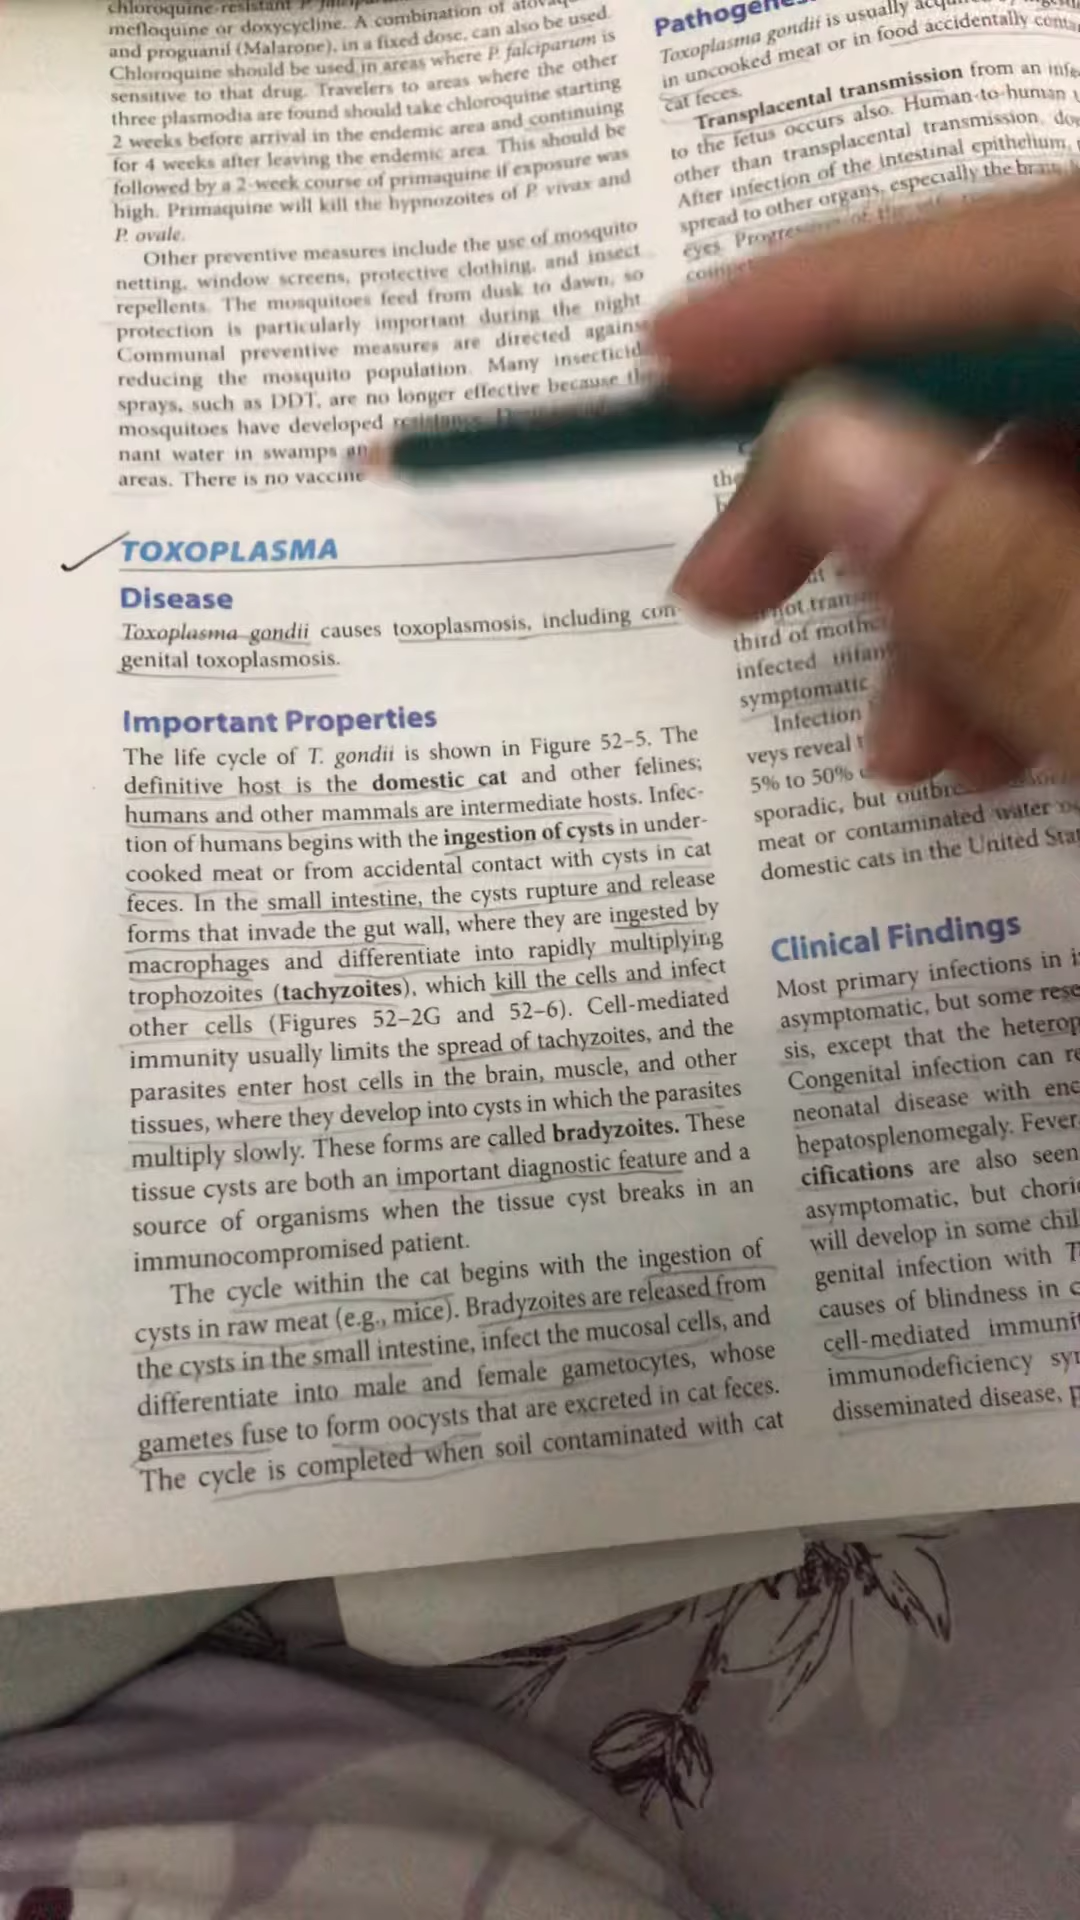 chloroquine-resistant P.
mefloquine or doxycycline. A combination of
and proguanil (Malarone), in a fixed dose, can also be used.
Chloroquine should be used in areas where P. falciparum is
sensitive to that drug. Travelers to areas where the other
three plasmodia are found should take chloroquine starting
2 weeks before arrival in the endemic area and continuing
for 4 weeks after leaving the endemic area. This should be
followed by a 2-week course of primaquine if exposure was
high. Primaquine will kill the hypnozoites of P. vivax and
P. ovale.
Other preventive measures include the use of mosquito
netting, window screens, protective clothing, and insect
repellents. The mosquitoes feed from dusk to dawn, so
protection is particularly important during the night
Communal preventive measures are directed against
reducing the mosquito population. Many insecticid
sprays, such as DDT, are no longer effective because the
mosquitoes have developed resistance.
nant water in swamps an
areas. There is no vaccine
TOXOPLASMA
Disease
Toxoplasma gondii causes toxoplasmosis, including con-
genital toxoplasmosis.
Important Properties
The life cycle of T. gondii is shown in Figure 52–5. The
definitive host is the domestic cat and other felines;
humans and other mammals are intermediate hosts. Infec-
tion of humans begins with the ingestion of cysts in under-
cooked meat or from accidental contact with cysts in cat
feces. In the small intestine, the cysts rupture and release
forms that invade the gut wall, where they are ingested by
macrophages and differentiate into rapidly multiplying
trophozoites (tachyzoites), which kill the cells and infect
other cells (Figures 52–2G and 52–6). Cell-mediated
immunity usually limits the spread of tachyzoites, and the
parasites enter host cells in the brain, muscle, and other
tissues, where they develop into cysts in which the parasites
multiply slowly. These forms are called bradyzoites. These
tissue cysts are both an important diagnostic feature and a
source of organisms when the tissue cyst breaks in an
immunocompromised patient.
The cycle within the cat begins with the ingestion of
cysts in raw meat (e.g., mice). Bradyzoites are released from
the cysts in the small intestine, infect the mucosal cells, and
differentiate into male and female gametocytes, whose
gametes fuse to form oocysts that are excreted in cat feces.
The cycle is completed when soil contaminated with cat
Pathogenes
Toxoplasma gondii is usually acqu
in uncooked meat or in food accidentally conta
cat feces.
Transplacental transmission from an infe
to the fetus occurs also. Human-to-human
other than transplacental transmission, doe
After infection of the intestinal epithelium,
spread to other organs, especially the brain,
eyes.
the
not trans
third of mothe
infected infan
symptomatic
Infection
veys reveal t
5% to 50%
sporadic, but outbre
meat or contaminated water
domestic cats in the United Sta
Clinical Findings
Most primary infections in i
asymptomatic, but some rese
sis, except that the heterop
Congenital infection can re
neonatal disease with enc
hepatosplenomegaly. Fever
cifications are also seen
asymptomatic, but chori
will develop in some chil
genital infection with T
causes of blindness in c
cell-mediated immunit
immunodeficiency syn
disseminated disease, p